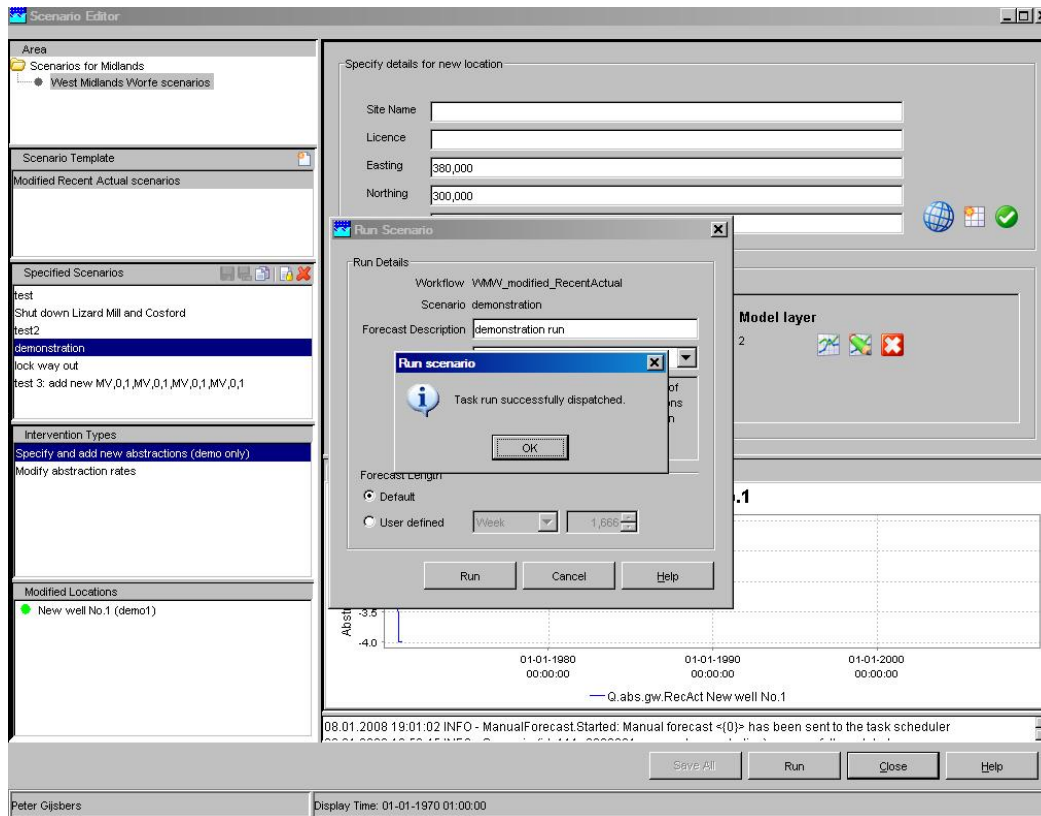 Scenario Editor
Area
Scenarios for Midlands
West Midlands Worfe scenarios
Scenario Template
Modified Recent Actual scenarios
Specified Scenarios
test
Shut down Lizard Mill and Cosford
test2
demonstration
lock way out
test 3: add new MV,0,1,MV,0,1,MV,0,1,MV,0,1
Intervention Types
Specify and add new abstractions (demo only)
Modify abstraction rates
Modified Locations
New well No.1 (demo1)
Specify details for new location
Site Name
Licence
Easting 380,000
Northing 300,000
Model layer
2
Run Scenario
Run Details
Workflow WMW_modified_RecentActual
Scenario demonstration
Forecast Description demonstration run
of
Run scenario
Task run successfully dispatched.
OK
Forecast Length
Default
User defined Week 1,666
Run Cancel Help
.1
Abst
-3.5
-4.0
01-01-1980 01-01-1990 01-01-2000
00:00:00 00:00:00 00:00:00
Q.abs.gw.RecAct New well No.1
08.01.2008 19:01:02 INFO - ManualForecast.Started: Manual forecast <{0}> has been sent to the task scheduler
Save All Run Close Help
Peter Gijsbers Display Time: 01-01-1970 01:00:00